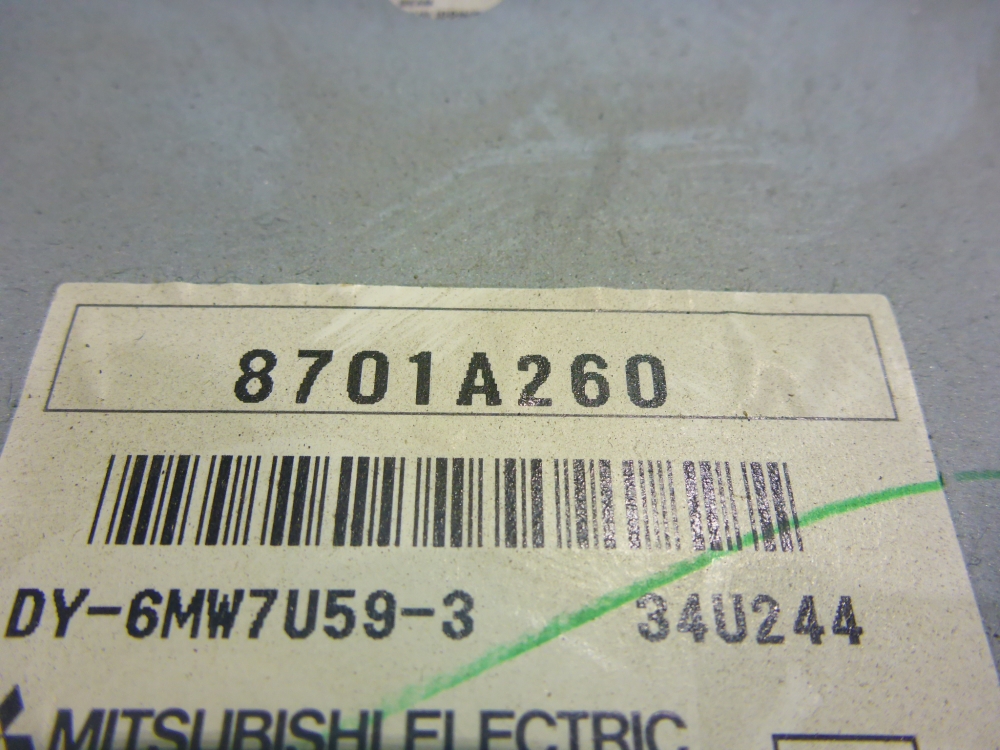 8701A260
DY-6MW7U59-3 34U244
MITSUBISHI ELECTRIC